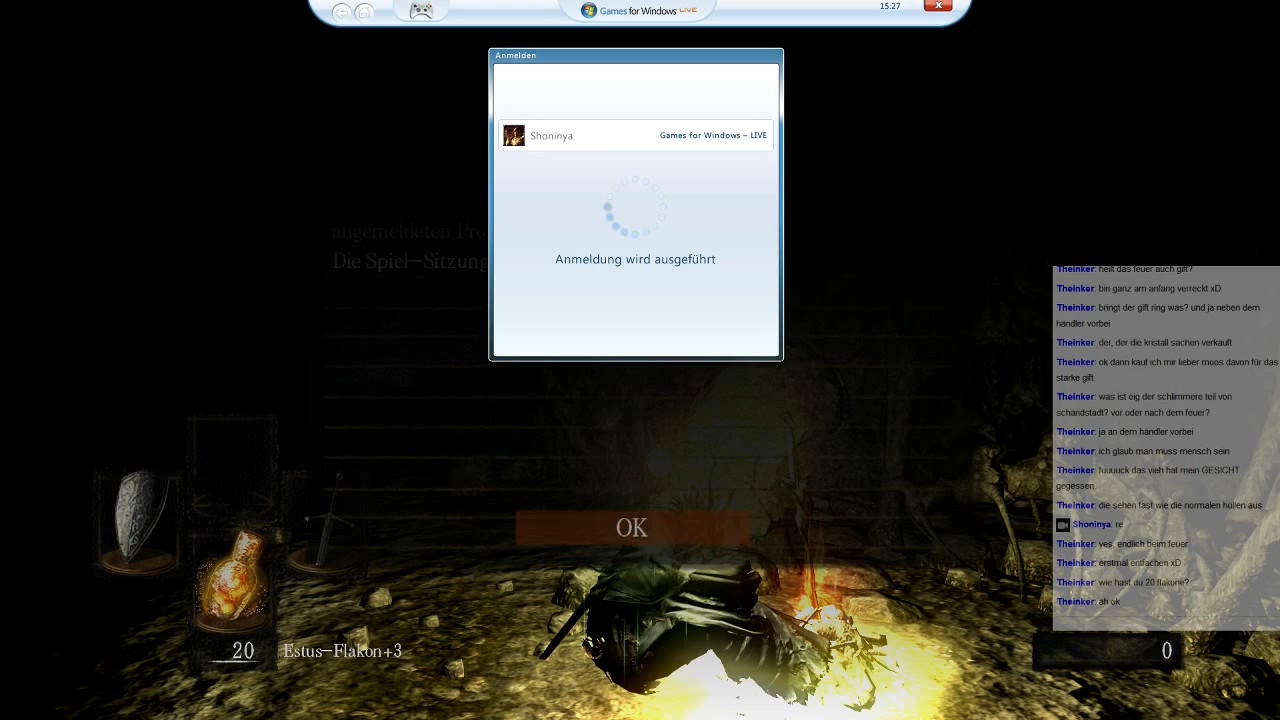 Games for Windows LIVE
15:27
x
Anmelden
Shoninya
Games for Windows – LIVE
Anmeldung wird ausgeführt
angemeldeten Pro
Die Spiel-Sitzung
OK
20
Estus-Flakon+3
0
Theinker: heilt das feuer auch gift?
Theinker: bin ganz am anfang verreckt xD
Theinker: bringt der gift ring was? und ja neben dem
händler vorbei
Theinker: der, der die kristall sachen verkauft
Theinker: ok dann kauf ich mir lieber moos davon für das
starke gift
Theinker: was ist eig der schlimmere teil von
schandstadt? vor oder nach dem feuer?
Theinker: ja an dem händler vorbei
Theinker: ich glaub man muss mensch sein
Theinker: fuuuuck das vieh hat mein GESICHT
gegessen.
Theinker: die sehen fast wie die normalen hüllen aus
Shoninya: re
Theinker: yes, endlich beim feuer
Theinker: erstmal entfachen xD
Theinker: wie hast du 20 flakone?
Theinker: ah ok